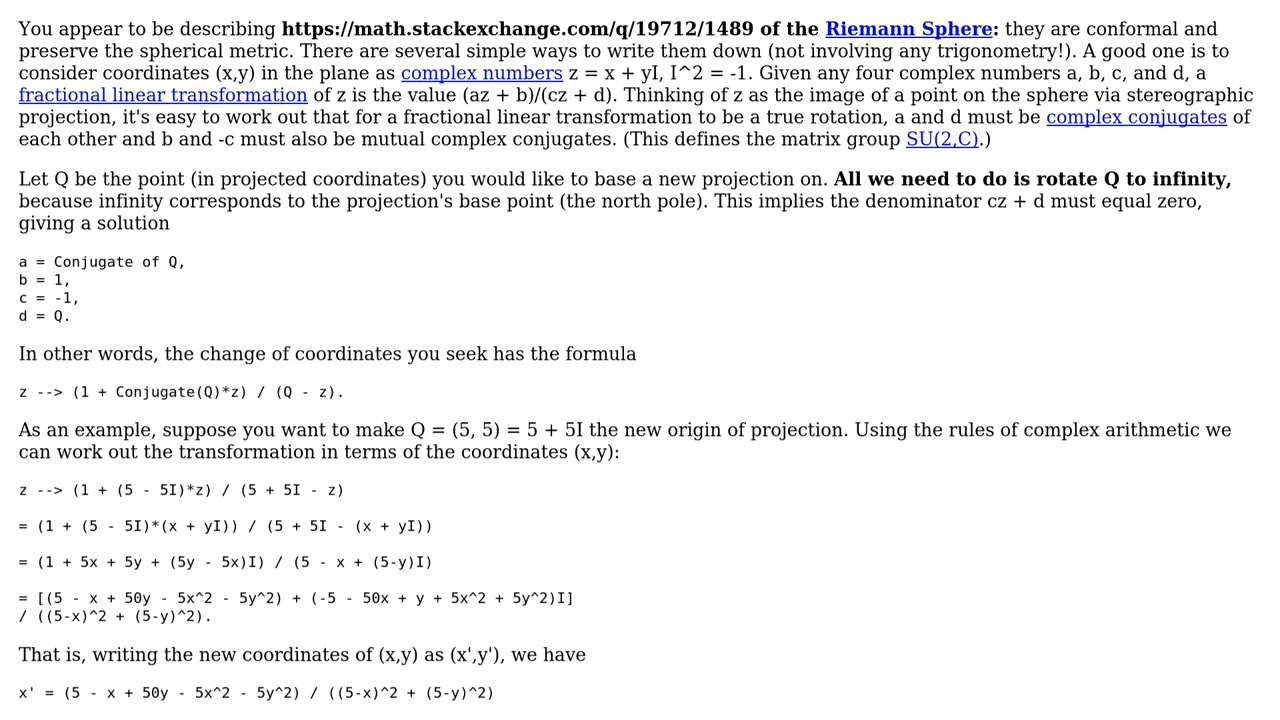 You appear to be describing https://math.stackexchange.com/q/19712/1489 of the Riemann Sphere: they are conformal and
preserve the spherical metric. There are several simple ways to write them down (not involving any trigonometry!). A good one is to
consider coordinates (x,y) in the plane as complex numbers z = x + yI, I^2 = -1. Given any four complex numbers a, b, c, and d, a
fractional linear transformation of z is the value (az + b)/(cz + d). Thinking of z as the image of a point on the sphere via stereographic
projection, it's easy to work out that for a fractional linear transformation to be a true rotation, a and d must be complex conjugates of
each other and b and -c must also be mutual complex conjugates. (This defines the matrix group SU(2,C).)
Let Q be the point (in projected coordinates) you would like to base a new projection on. All we need to do is rotate Q to infinity,
because infinity corresponds to the projection's base point (the north pole). This implies the denominator cz + d must equal zero,
giving a solution
a = Conjugate of Q,
b = 1,
c = -1,
d = Q.
In other words, the change of coordinates you seek has the formula
z --> (1 + Conjugate(Q)*z) / (Q - z).
As an example, suppose you want to make Q = (5, 5) = 5 + 5I the new origin of projection. Using the rules of complex arithmetic we
can work out the transformation in terms of the coordinates (x,y):
z --> (1 + (5 - 5I)*z) / (5 + 5I - z)
= (1 + (5 - 5I)*(x + yI)) / (5 + 5I - (x + yI))
= (1 + 5x + 5y + (5y - 5x)I) / (5 - x + (5-y)I)
= [(5 - x + 50y - 5x^2 - 5y^2) + (-5 - 50x + y + 5x^2 + 5y^2)I]
/ ((5-x)^2 + (5-y)^2).
That is, writing the new coordinates of (x,y) as (x',y'), we have
x' = (5 - x + 50y - 5x^2 - 5y^2) / ((5-x)^2 + (5-y)^2)